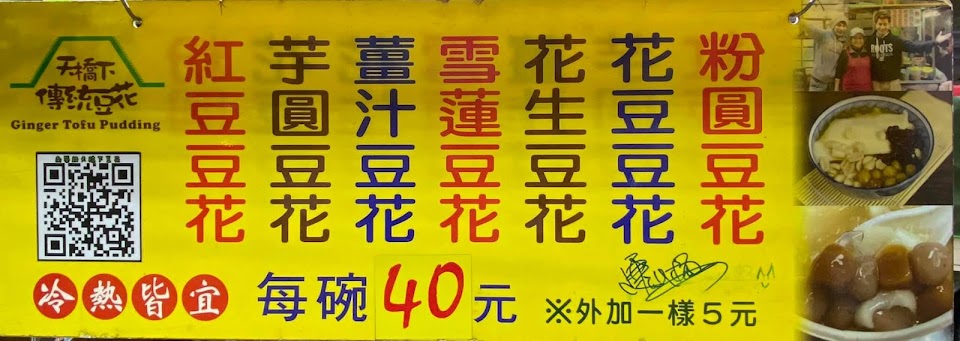 天橋下
傳統豆花
Ginger Tofu Pudding
粉圓豆花
花豆豆花
花生豆花
雪蓮豆花
薑汁豆花
芋圓豆花
紅豆豆花
冷熱皆宜
每碗40元
※外加一樣5元
ROOTS